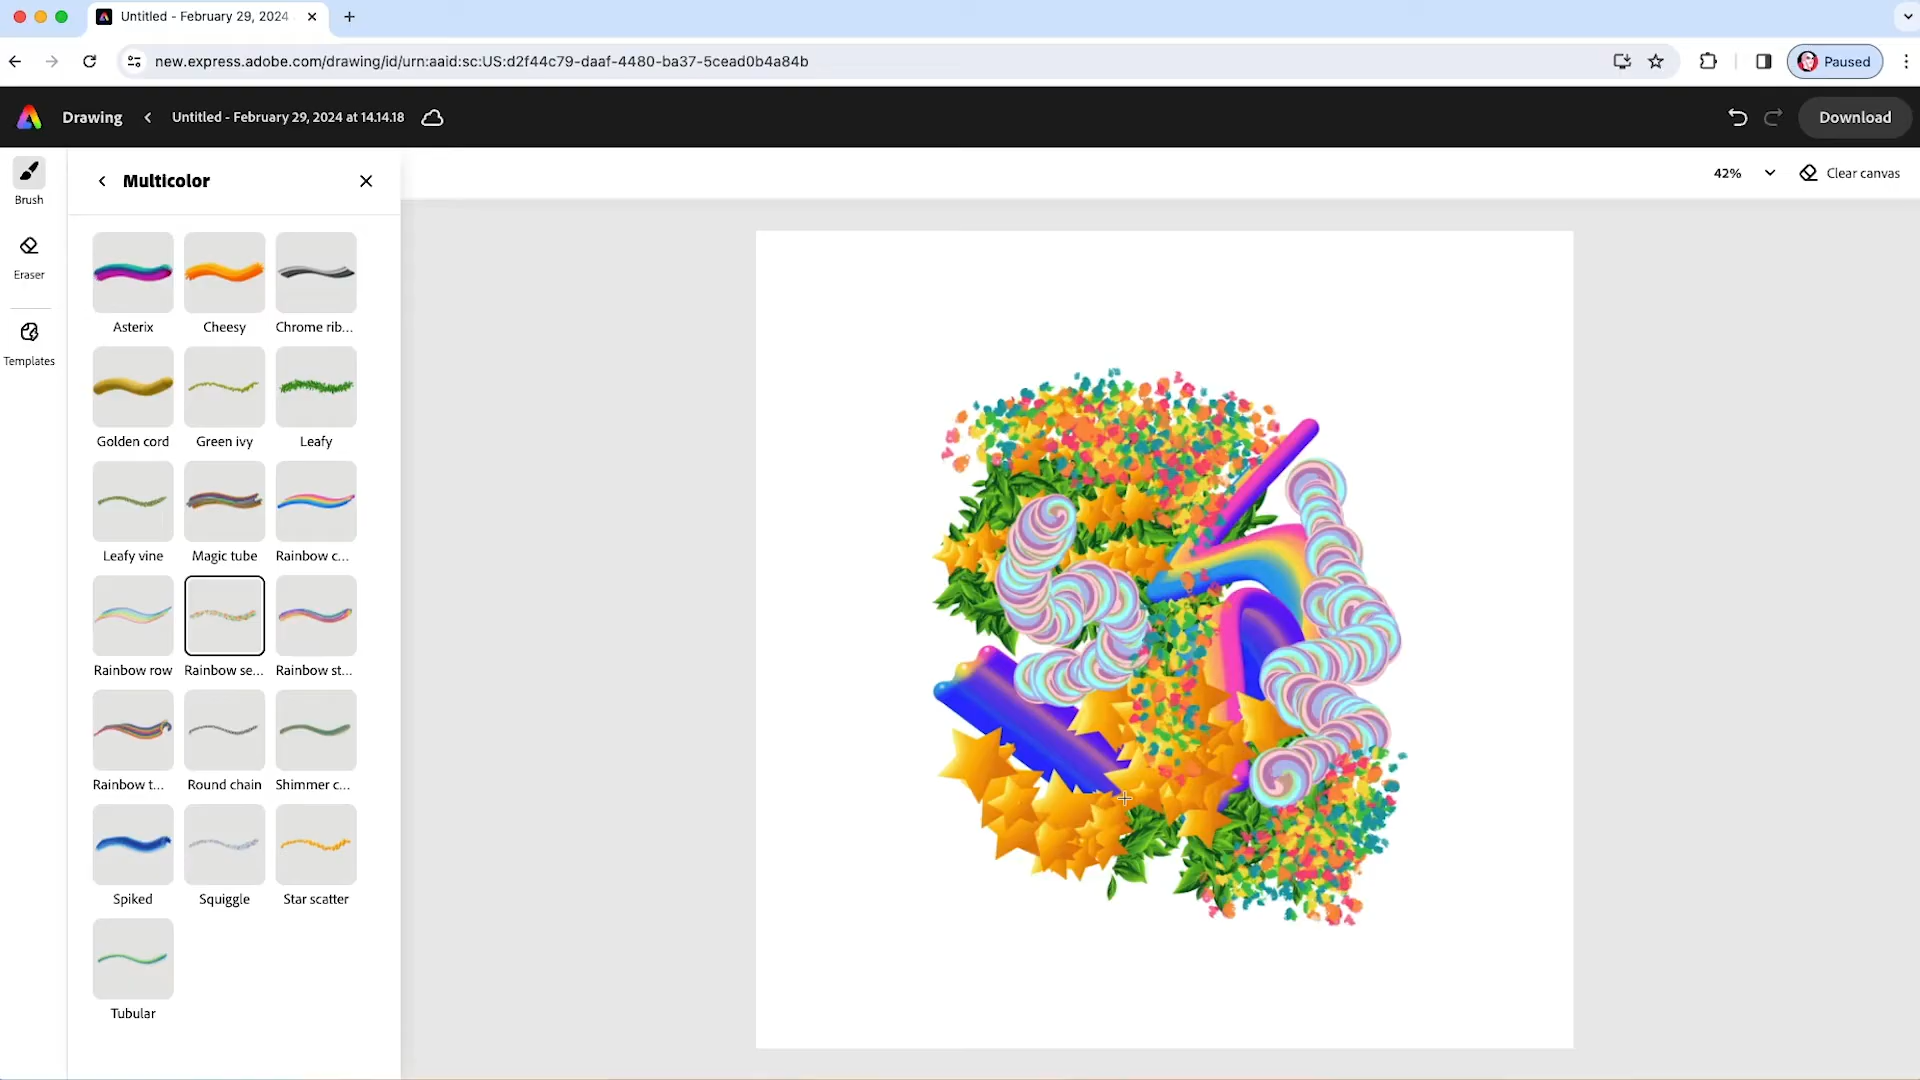 Untitled - February 29, 2024
new.express.adobe.com/drawing/id/urn:aaid:sc:US:d2f44c79-daaf-4480-ba37-5cead0b4a84b
Paused
Drawing
Untitled - February 29, 2024 at 14.14.18
Download
Brush
Eraser
Templates
Multicolor
42%
Clear canvas
Asterix
Cheesy
Chrome rib...
Golden cord
Green ivy
Leafy
Leafy vine
Magic tube
Rainbow c...
Rainbow row
Rainbow se...
Rainbow st...
Rainbow t...
Round chain
Shimmer c...
Spiked
Squiggle
Star scatter
Tubular